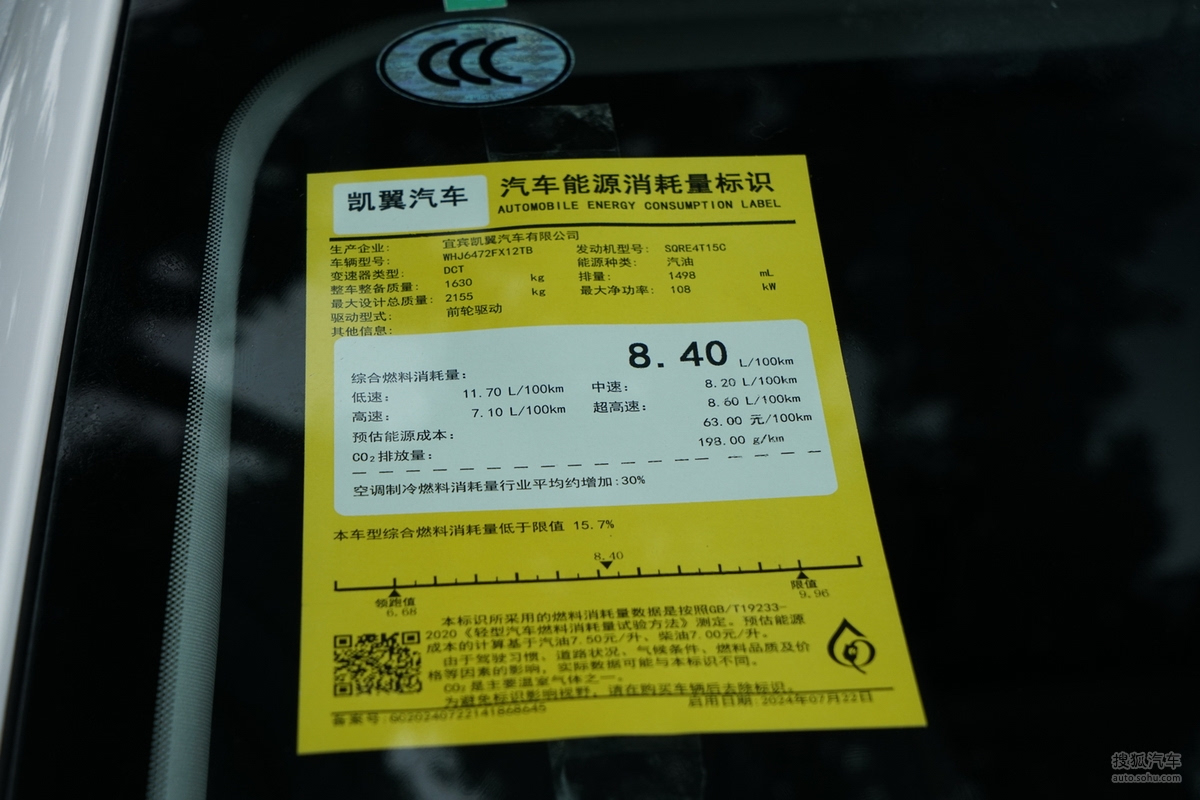 CCC
凯翼汽车 汽车能源消耗量标识
AUTOMOBILE ENERGY CONSUMPTION LABEL
生产企业: 宜宾凯翼汽车有限公司
车辆型号: WHJ6472FX12TB 发动机型号: SQRE4T15C
变速器类型: DCT 能源种类: 汽油
整车整备质量: 1630 kg 排量: 1498 mL
最大设计总质量: 2155 kg 最大净功率: 108 kW
驱动型式: 前轮驱动
其他信息:
综合燃料消耗量: 8.40 L/100km
低速: 11.70 L/100km 中速: 8.20 L/100km
高速: 7.10 L/100km 超高速: 8.60 L/100km
预估能源成本: 63.00 元/100km
CO₂排放量: 193.00 g/km
空调制冷燃料消耗量行业平均约增加:30%
本车型综合燃料消耗量低于限值 15.7%
8.40
领跑值 限值
6.68 9.96
本标识所采用的燃料消耗量数据是按照GB/T19233-
2020《轻型汽车燃料消耗量试验方法》测定。预估能源
成本的计算基于汽油7.50元/升、柴油7.00元/升。
由于驾驶习惯、道路状况、气候条件、燃料品质及价
格等因素的影响,实际数据可能与本标识不同。
CO₂是主要温室气体之一。
为避免标识影响视野,请在购买车辆后去除标识。
备案号:GC20240722141868645 启用日期:2024年07月22日
搜狐汽车
auto.sohu.com